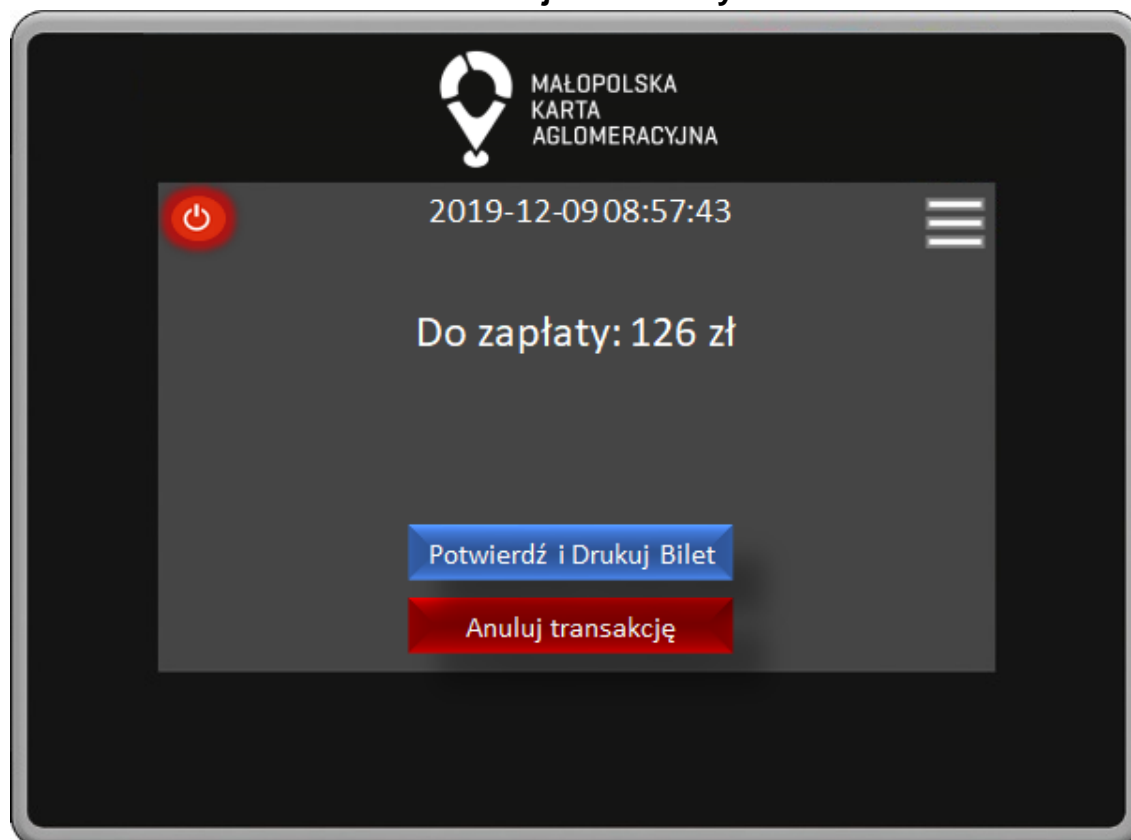 MAŁOPOLSKA
KARTA
AGLOMERACYJNA
2019-12-09 08:57:43
Do zapłaty: 126 zł
Potwierdź i Drukuj Bilet
Anuluj transakcję